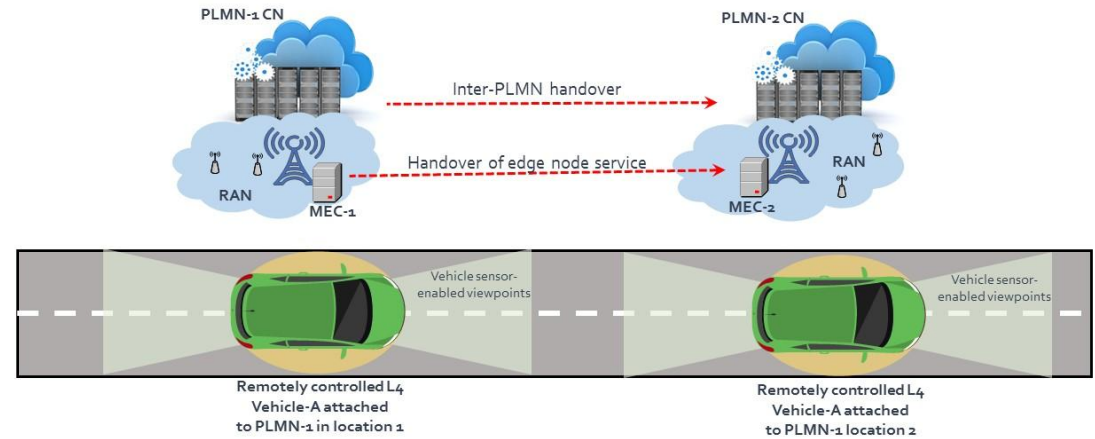 PLMN-1 CN
PLMN-2 CN
Inter-PLMN handover
Handover of edge node service
RAN
MEC-1
RAN
MEC-2
Vehicle sensor-
enabled viewpoints
Vehicle sensor-
enabled viewpoints
Remotely controlled L4
Vehicle-A attached
to PLMN-1 in location 1
Remotely controlled L4
Vehicle-A attached
to PLMN-1 location 2